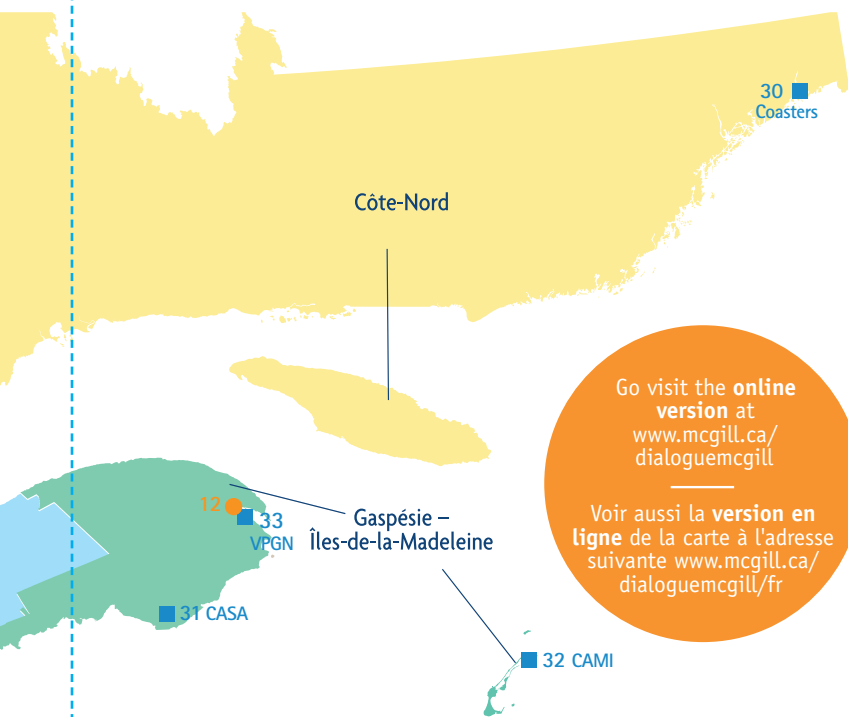 30
Coasters
Côte-Nord
Go visit the online
version at
www.mcgill.ca/
dialoguemcgill
Voir aussi la version en
ligne de la carte à l'adresse
suivante www.mcgill.ca/
dialoguemcgill/fr
12
33
VPGN
Gaspésie –
Îles-de-la-Madeleine
31 CASA
32 CAMI